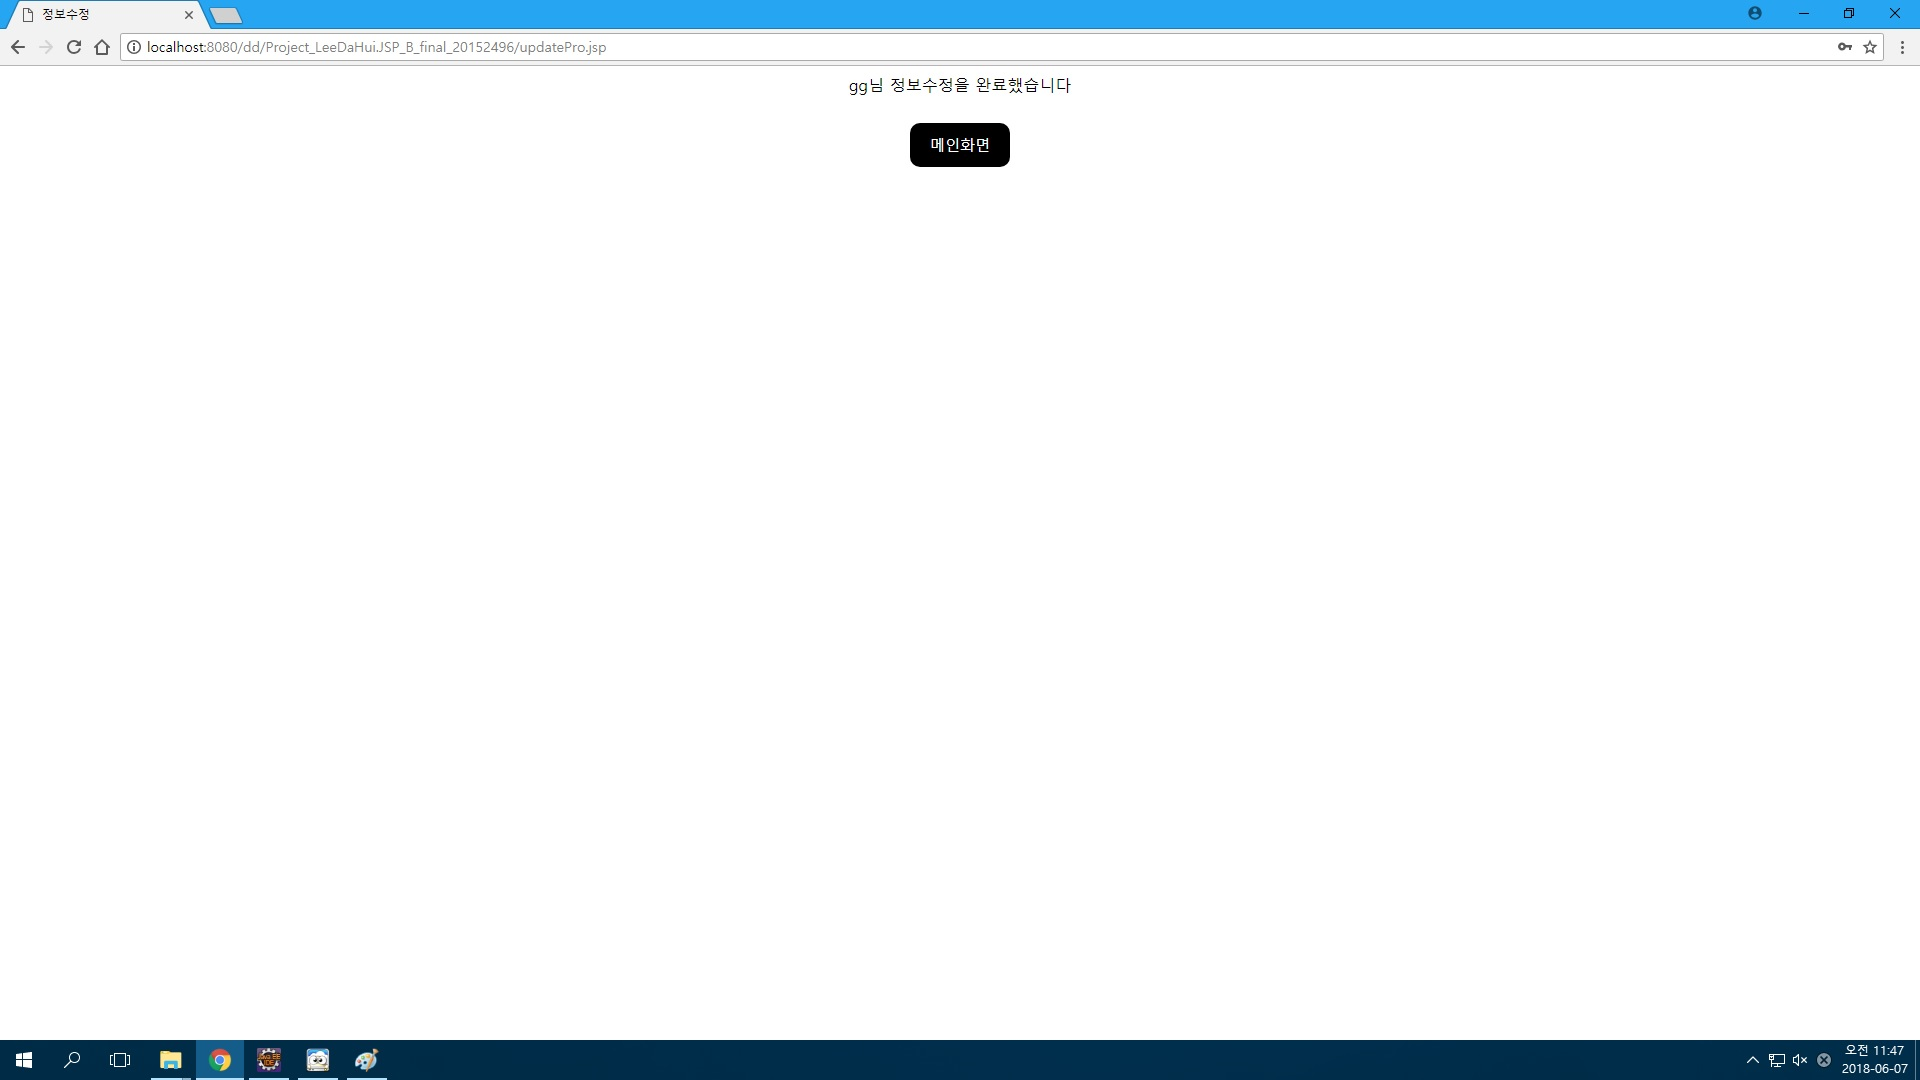 정보수정
localhost:8080/dd/Project_LeeDaHuiJSP_B_final_20152496/updatePro.jsp
gg님 정보수정을 완료했습니다
메인화면
오전 11:47
2018-06-07